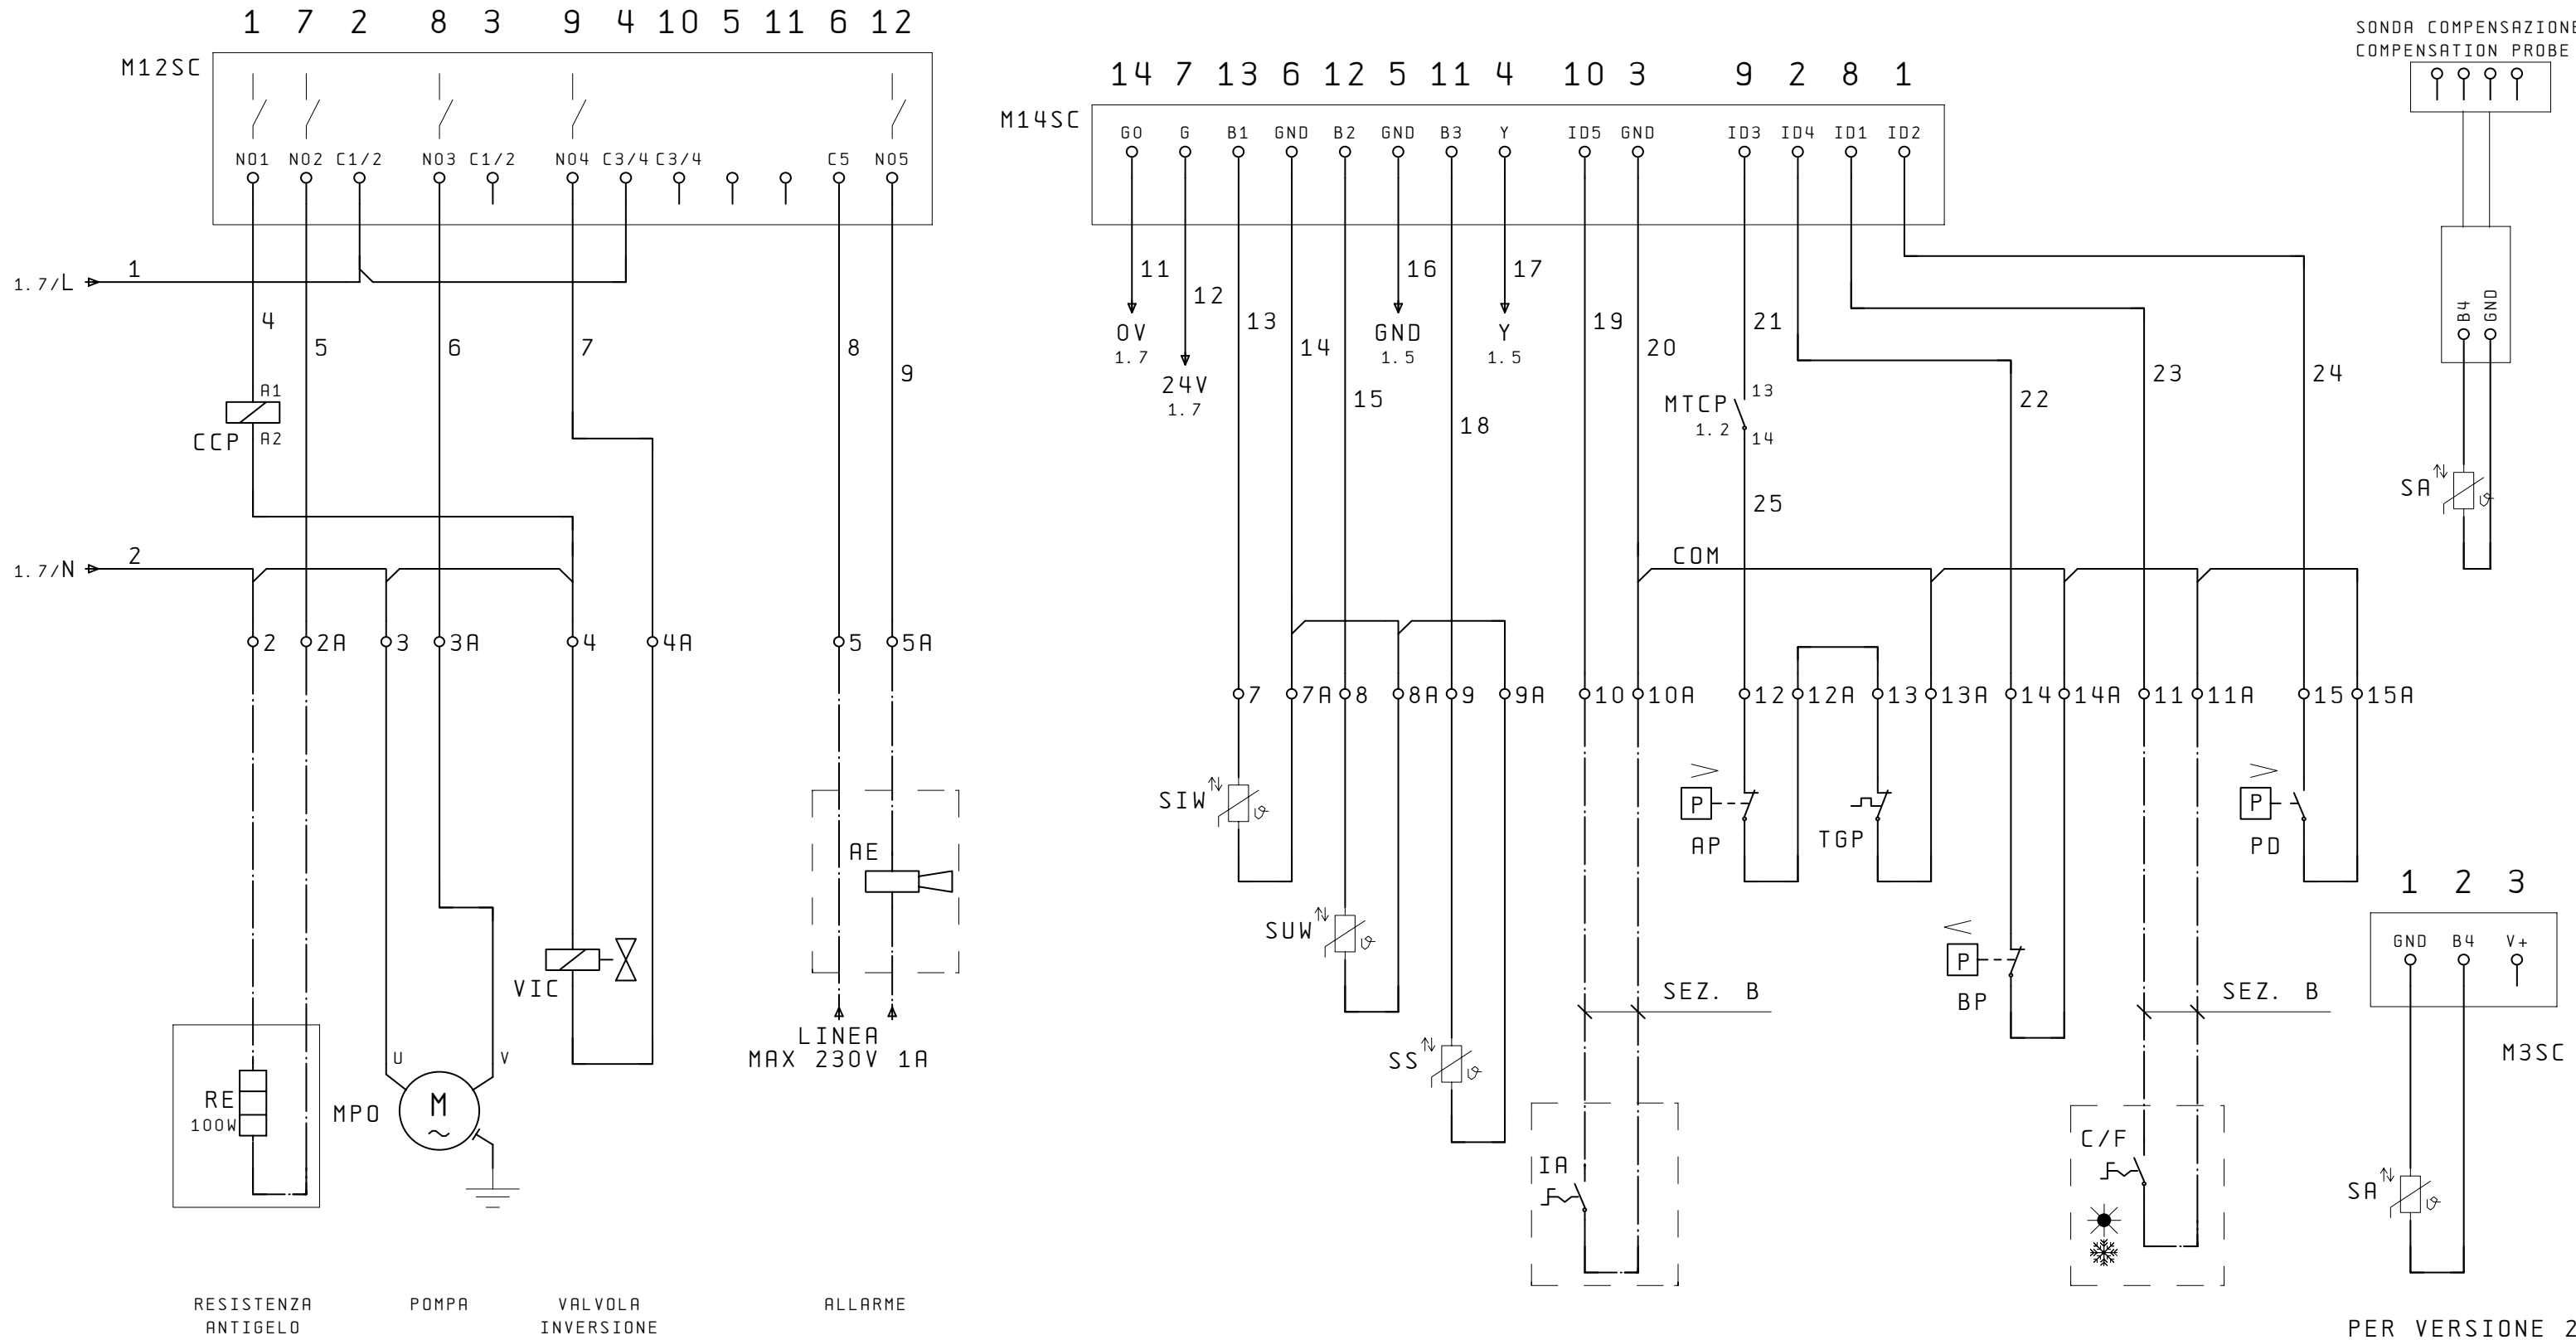 1 7 2 8 3 9 4 10 5 11 6 12
M12SC
NO1 NO2 C1/2 NO3 C1/2 NO4 C3/4 C3/4 C5 NO5
1.7/L
1
4
5
6
7
8
9
A1
CCP
A2
1.7/N
2
2 2A 3 3A 4 4A 5 5A
AE
VIC
LINEA
MAX 230V 1A
U V
RE
100W
MPO
M
RESISTENZA
ANTIGELO
POMPA
VALVOLA
INVERSIONE
ALLARME
14 7 13 6 12 5 11 4 10 3 9 2 8 1
M14SC
G0 G B1 GND B2 GND B3 Y ID5 GND ID3 ID4 ID1 ID2
11
0V
1.7
12
24V
1.7
13
14
15
16
GND
1.5
17
Y
1.5
18
19
20
21
22
23
24
MTCP
1.2
13
14
25
COM
7 7A 8 8A 9 9A 10 10A 12 12A 13 13A 14 14A 11 11A 15 15A
SIW
SUW
SS
>
P
AP
TGP
<
P
BP
>
P
PD
SEZ. B
SEZ. B
IA
C/F
SONDA COMPENSAZIONE
COMPENSATION PROBE
B4
GND
SA
1 2 3
GND B4 V+
M3SC
SA
PER VERSIONE 2